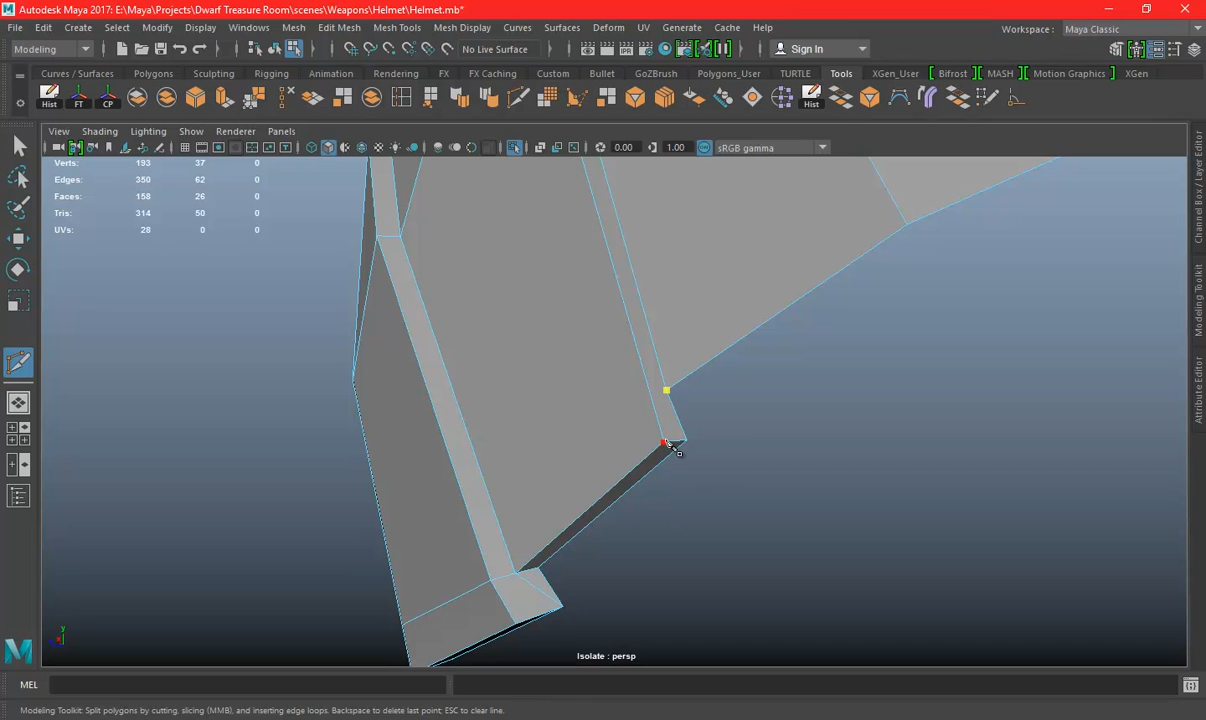 Autodesk Maya 2017: E:\Maya\Projects\Dwarf Treasure Room\scenes\Weapons\Helmet\Helmet.mb*
File Edit Create Select Modify Display Windows Mesh Edit Mesh Mesh Tools Mesh Display Curves Surfaces Deform UV Generate Cache Help Workspace : Maya Classic
Modeling No Live Surface Sign In
Curves / Surfaces Polygons Sculpting Rigging Animation Rendering FX FX Caching Custom Bullet GoZBrush Polygons_User TURTLE Tools XGen_User Bifrost MASH Motion Graphics XGen
Hist FT CP Hist
View Shading Lighting Show Renderer Panels
0.00 1.00 sRGB gamma
Verts: 193 37 0
Edges: 350 62 0
Faces: 158 26 0
Tris: 314 50 0
UVs: 28 0 0
Channel Box / Layer Editor
Modeling Toolkit
Attribute Editor
y
Isolate : persp
MEL
Modeling Toolkit: Split polygons by cutting, slicing (MMB), and inserting edge loops. Backspace to delete last point; ESC to clear line.